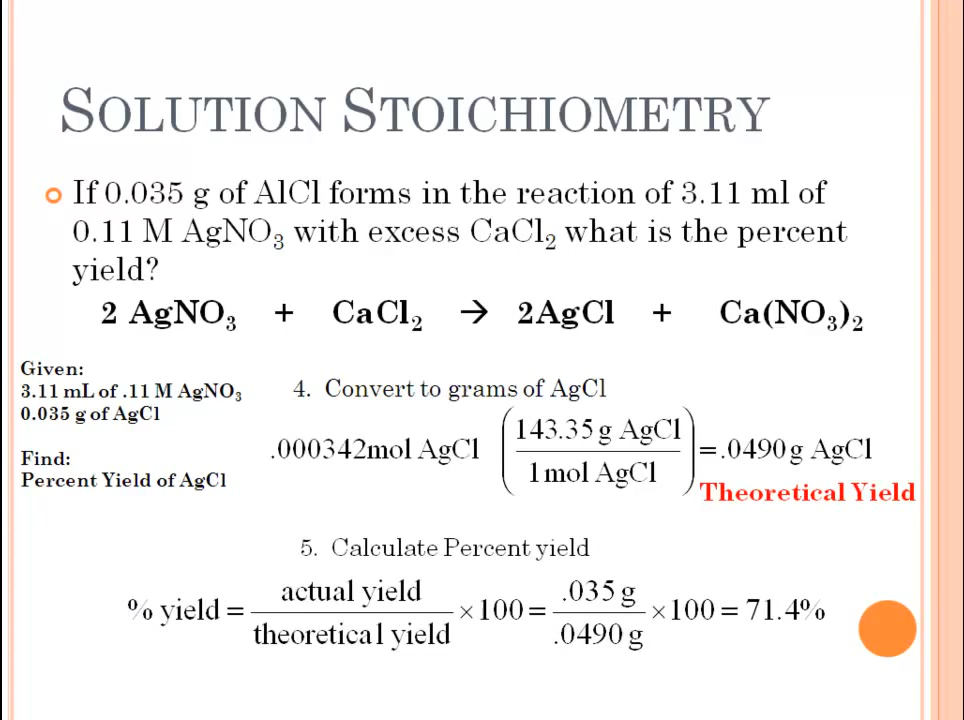 SOLUTION STOICHIOMETRY
If 0.035 g of AlCl forms in the reaction of 3.11 ml of
0.11 M AgNO₃ with excess CaCl₂ what is the percent
yield?
2 AgNO₃ + CaCl₂ → 2AgCl + Ca(NO₃)₂
Given:
3.11 mL of .11 M AgNO₃
0.035 g of AgCl
Find:
Percent Yield of AgCl
4. Convert to grams of AgCl
.000342mol AgCl (143.35 g AgCl / 1mol AgCl) = .0490 g AgCl
Theoretical Yield
5. Calculate Percent yield
% yield = actual yield / theoretical yield ×100 = .035 g / .0490 g ×100 = 71.4%